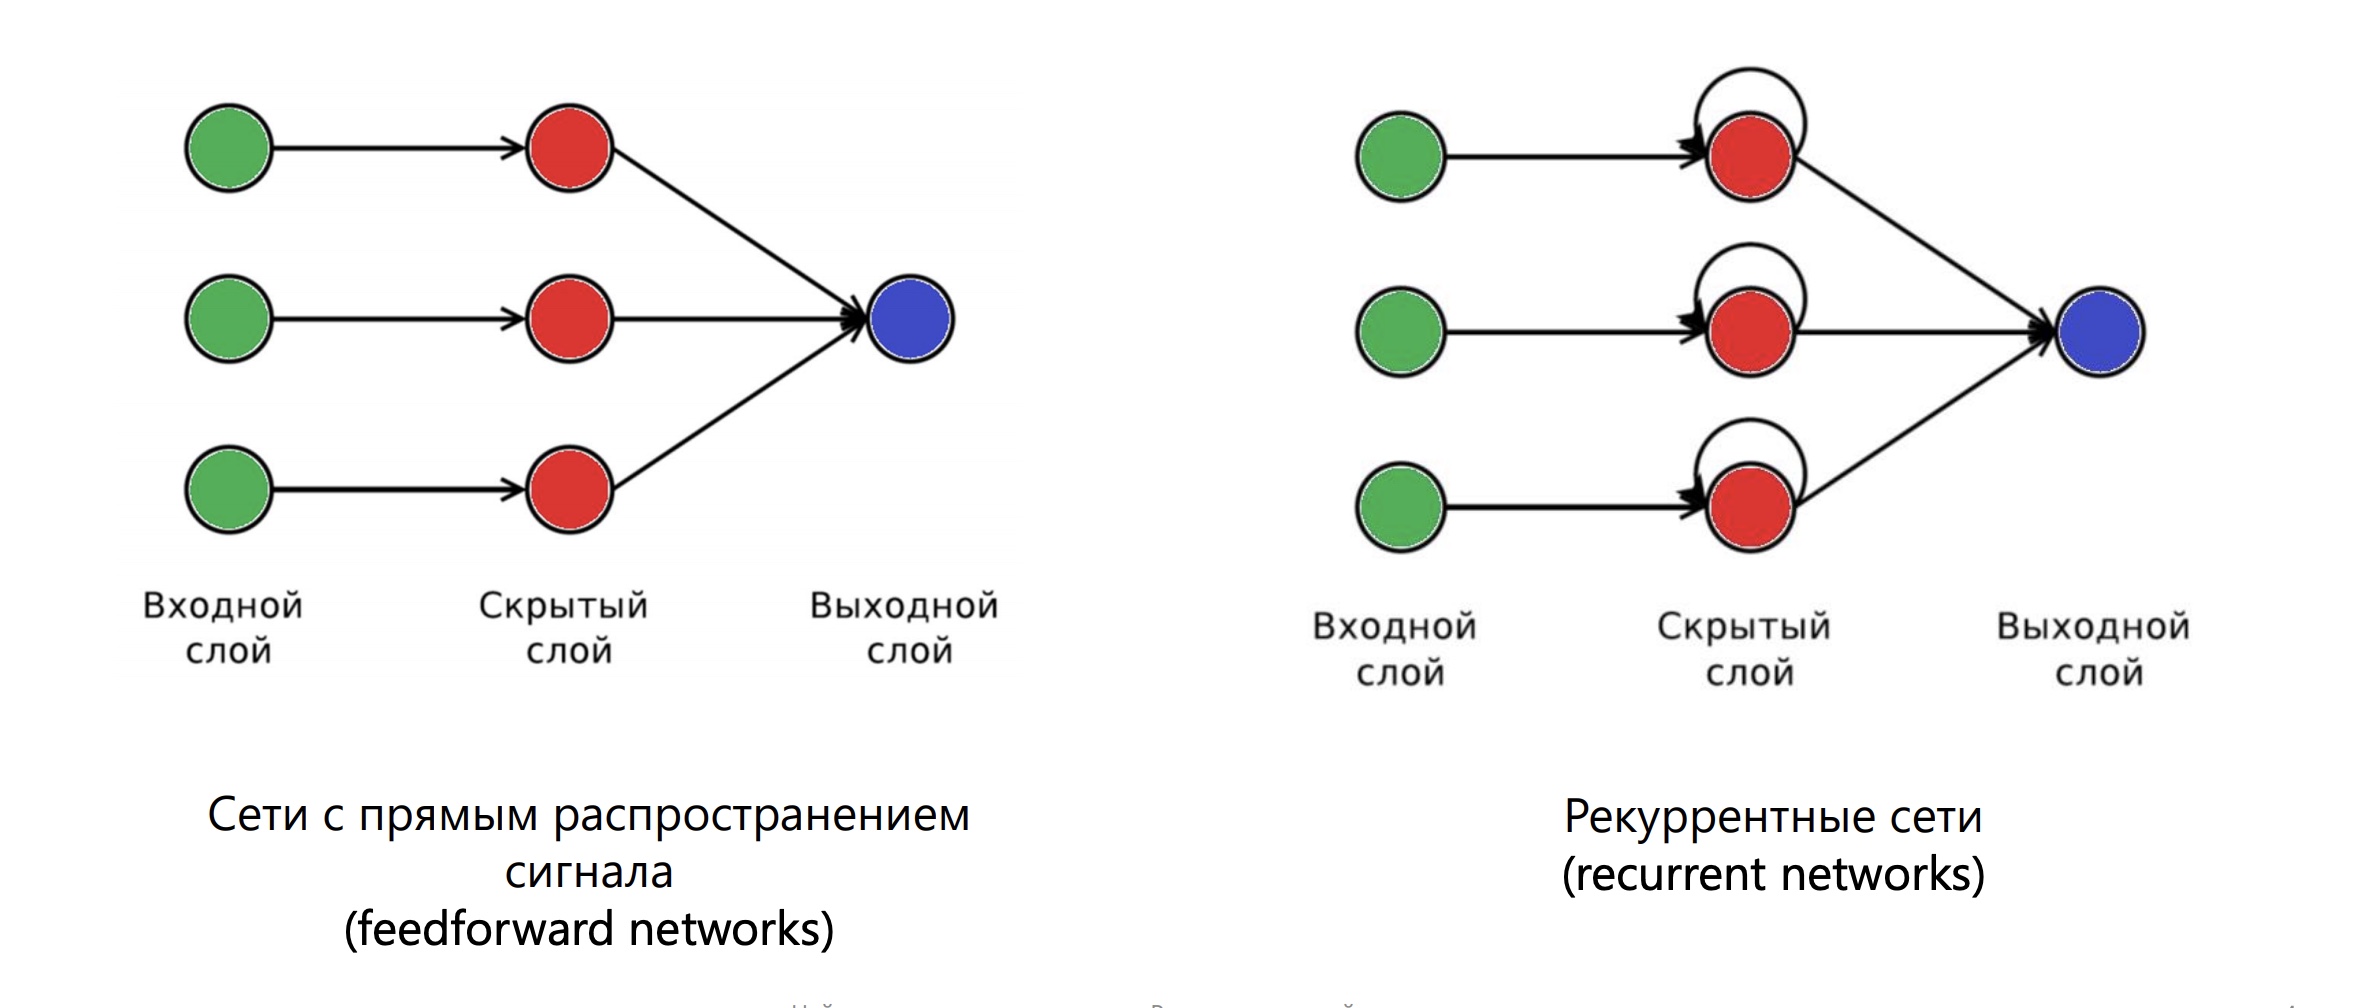 Входной
слой
Скрытый
слой
Выходной
слой
Сети с прямым распространением
сигнала
(feedforward networks)
Входной
слой
Скрытый
слой
Выходной
слой
Рекуррентные сети
(recurrent networks)